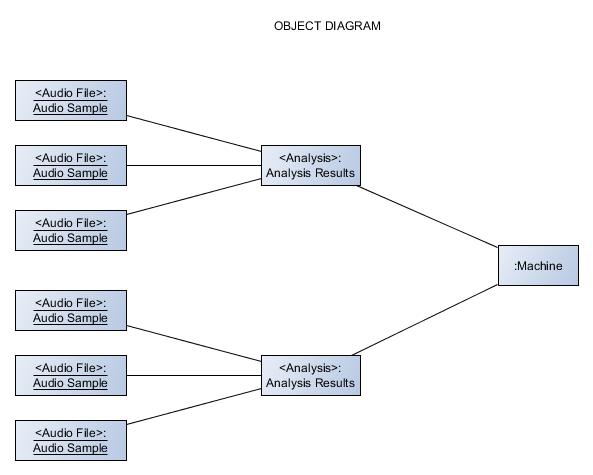 OBJECT DIAGRAM
<Audio File>:
Audio Sample
<Audio File>:
Audio Sample
<Audio File>:
Audio Sample
<Analysis>:
Analysis Results
:Machine
<Audio File>:
Audio Sample
<Audio File>:
Audio Sample
<Audio File>:
Audio Sample
<Analysis>:
Analysis Results